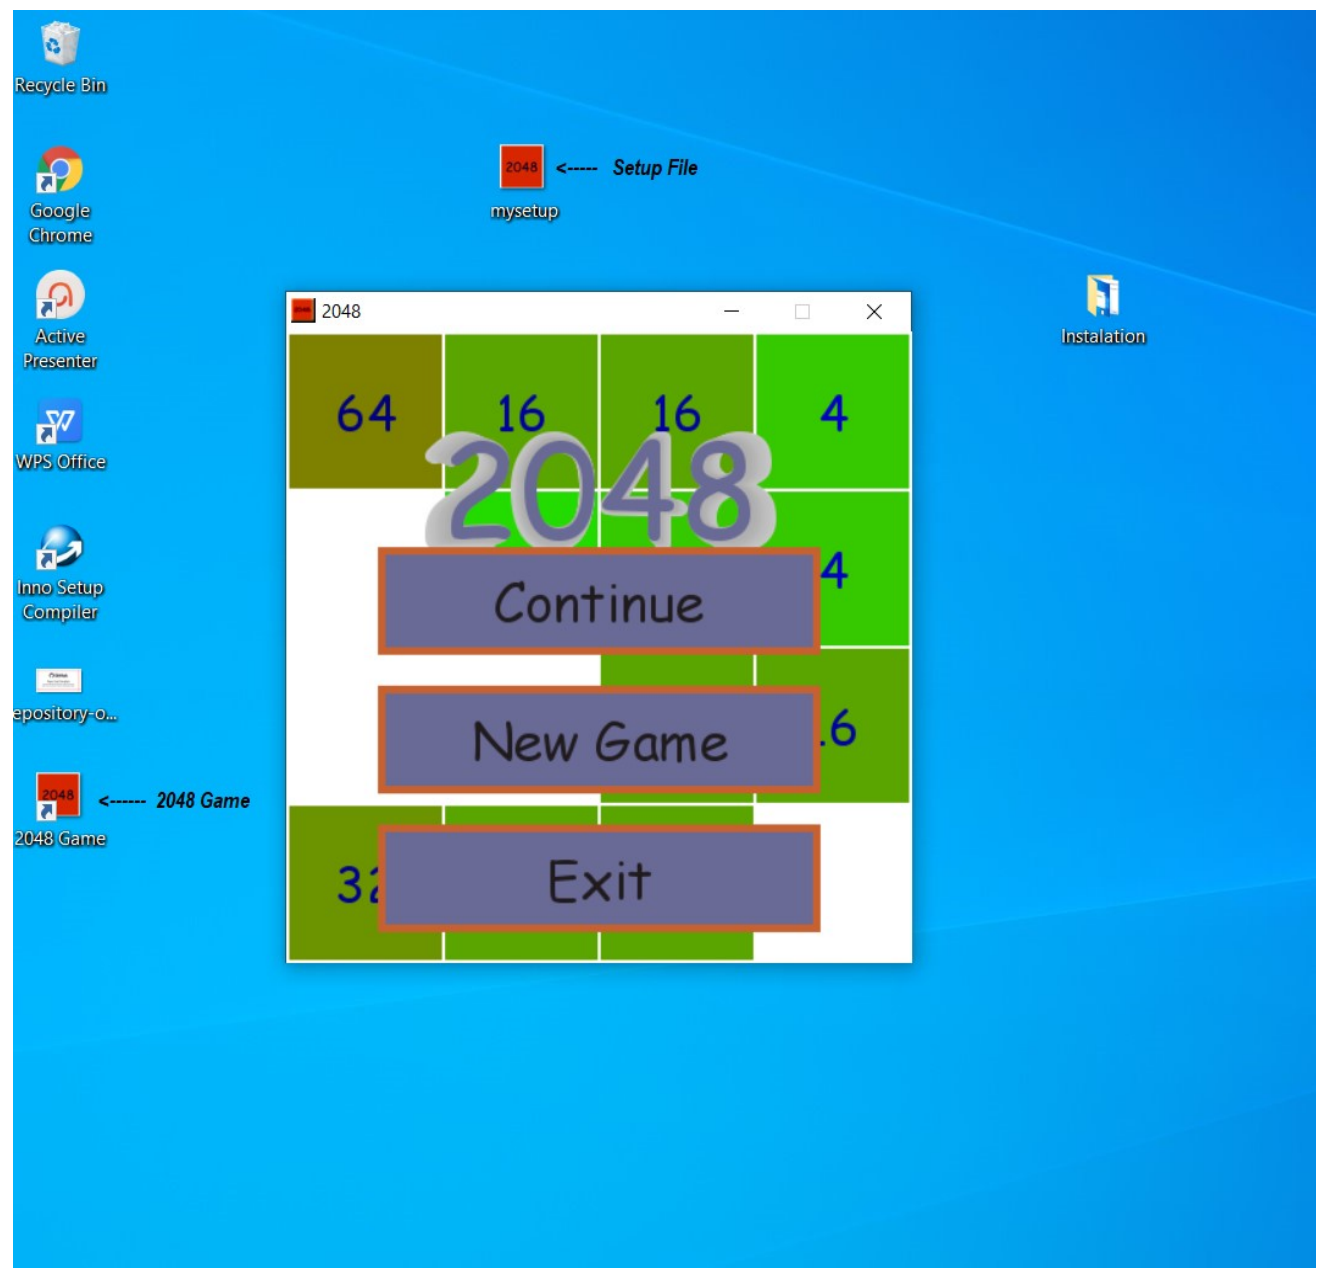 Recycle Bin
2048
<----- Setup File
mysetup
Google
Chrome
Active
Presenter
Instalation
2048
64
16
16
4
2048
4
Continue
WPS Office
Inno Setup
Compiler
New Game
6
epository-o...
2048
<------ 2048 Game
2048 Game
Exit